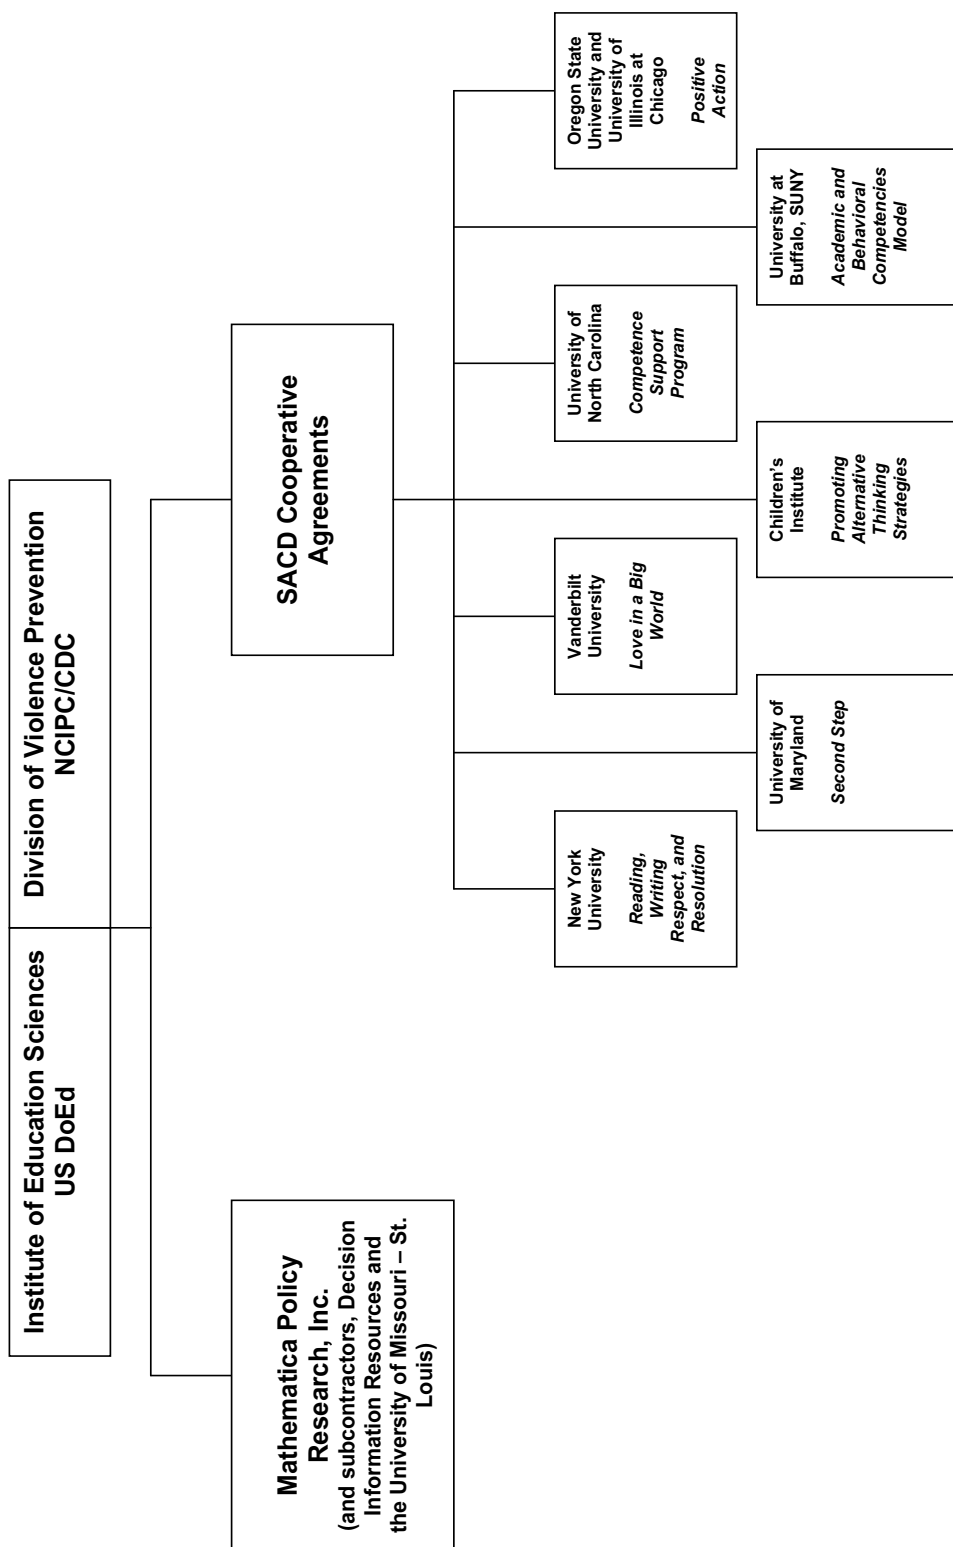 Institute of Education Sciences
US DoEd
Division of Violence Prevention
NCIPC/CDC
Mathematica Policy
Research, Inc.
(and subcontractors, Decision
Information Resources and
the University of Missouri – St.
Louis)
SACD Cooperative
Agreements
New York
University
Reading,
Writing
Respect, and
Resolution
Vanderbilt
University
Love in a Big
World
University of
North Carolina
Competence
Support
Program
Oregon State
University and
University of
Illinois at
Chicago
Positive
Action
University of
Maryland
Second Step
Children's
Institute
Promoting
Alternative
Thinking
Strategies
University at
Buffalo, SUNY
Academic and
Behavioral
Competencies
Model